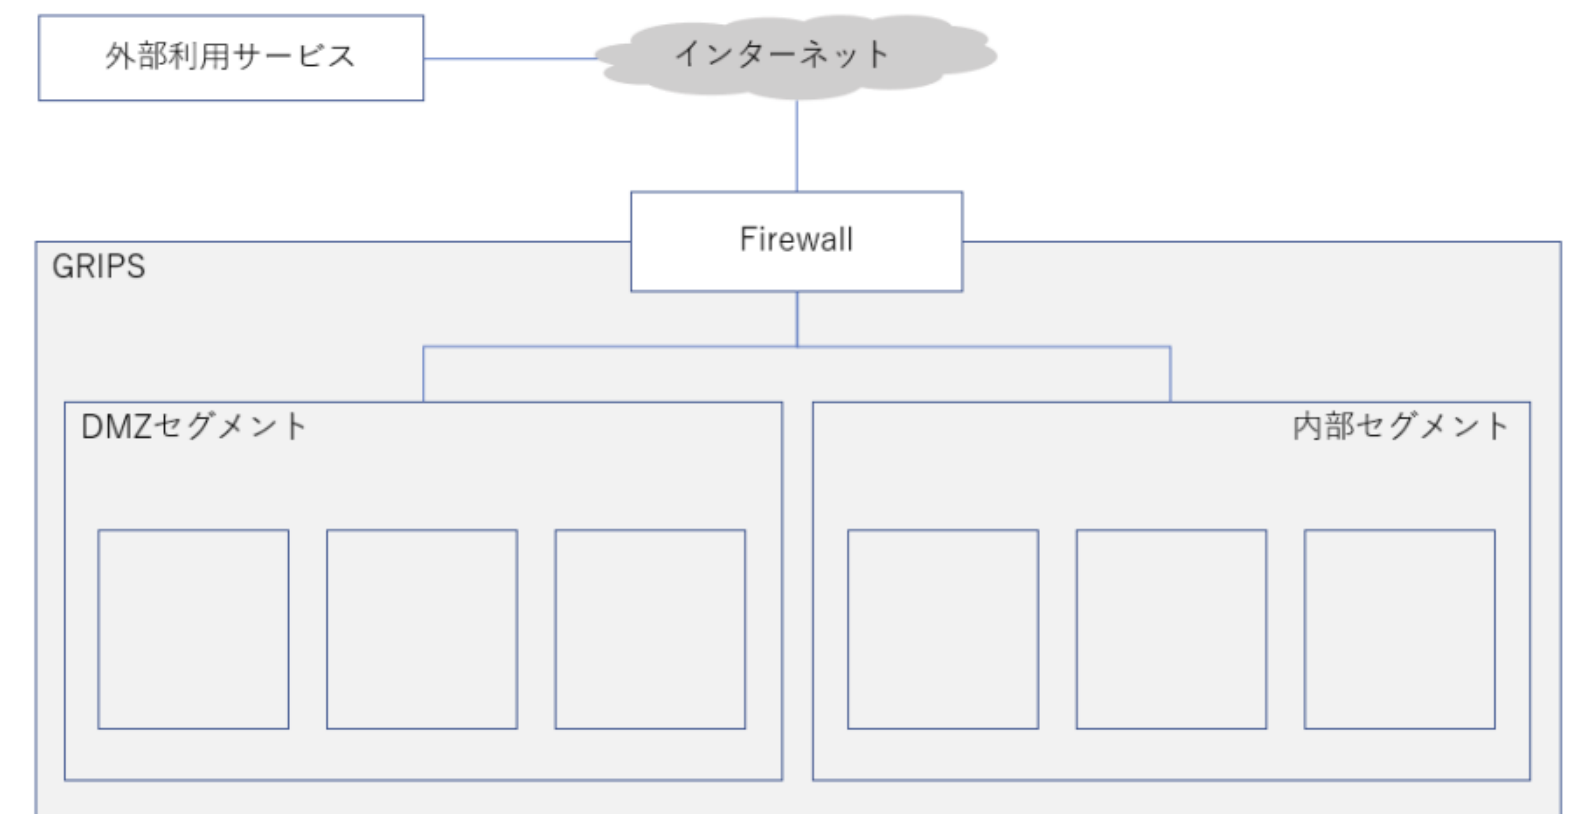 外部利用サービス
インターネット
Firewall
GRIPS
DMZセグメント
内部セグメント